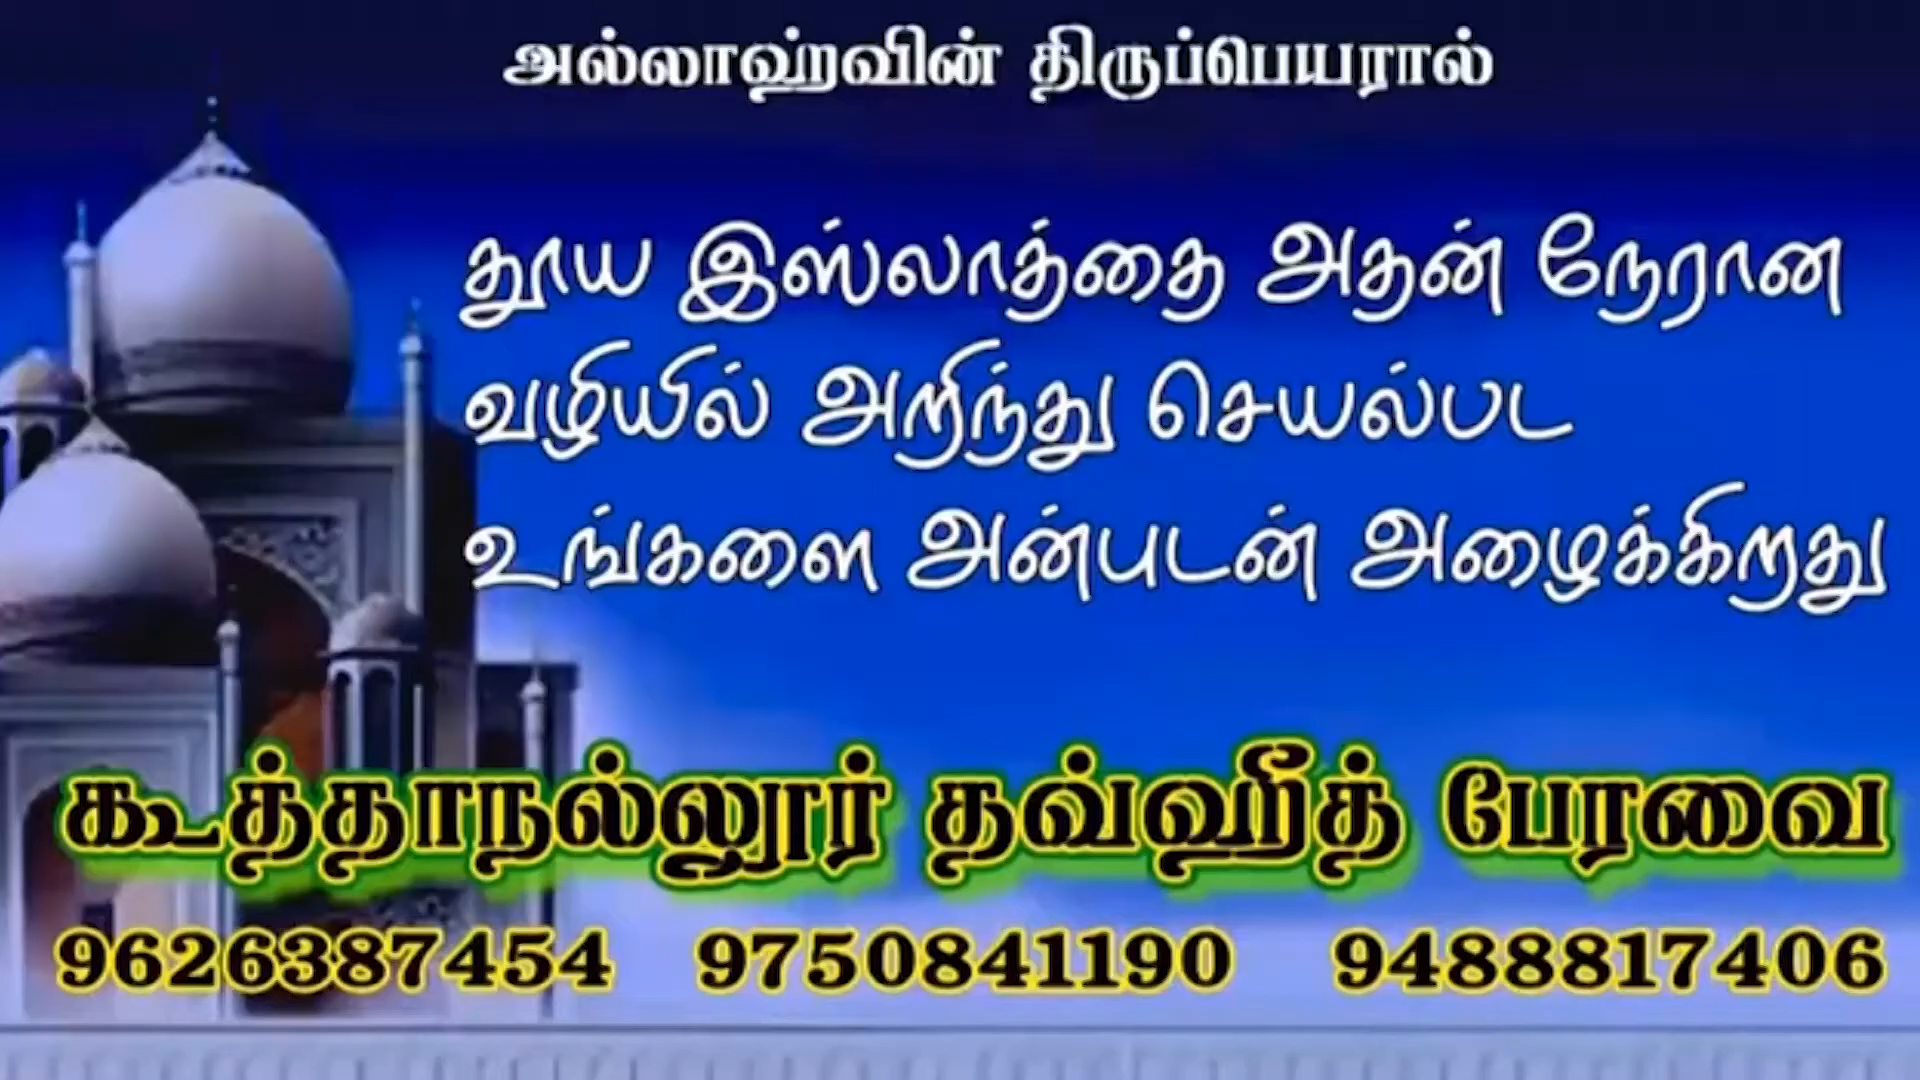 அல்லாஹ்வின் திருப்பெயரால்
தூய இஸ்லாத்தை அதன் நேரான
வழியில் அறிந்து செயல்பட
உங்களை அன்புடன் அழைக்கிறது
கூத்தாநல்லூர் தவ்ஹீத் பேரவை
9626387454 9750841190 9488817406